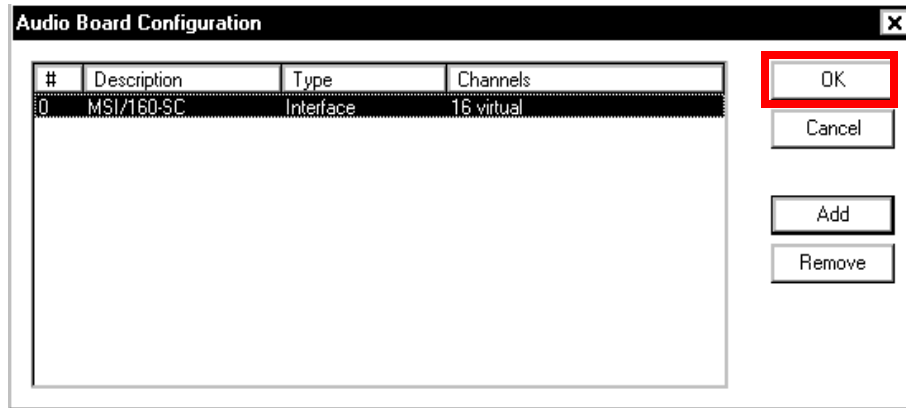 Audio Board Configuration
# Description Type Channels
0 MSI/160-SC Interface 16 virtual
OK
Cancel
Add
Remove